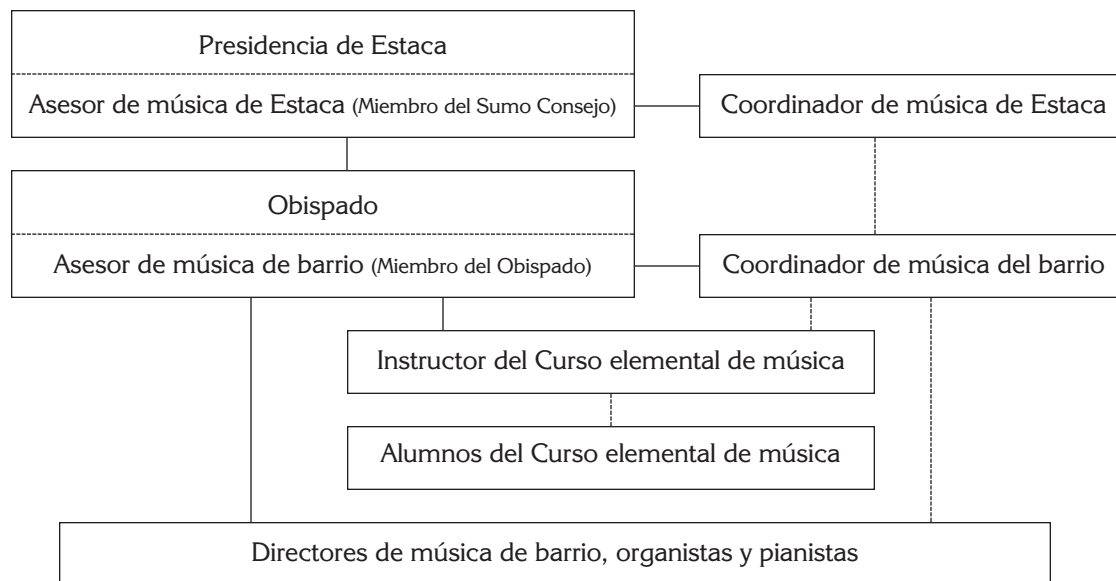 Presidencia de Estaca
Asesor de música de Estaca (Miembro del Sumo Consejo)
Coordinador de música de Estaca
Obispado
Asesor de música de barrio (Miembro del Obispado)
Coordinador de música del barrio
Instructor del Curso elemental de música
Alumnos del Curso elemental de música
Directores de música de barrio, organistas y pianistas